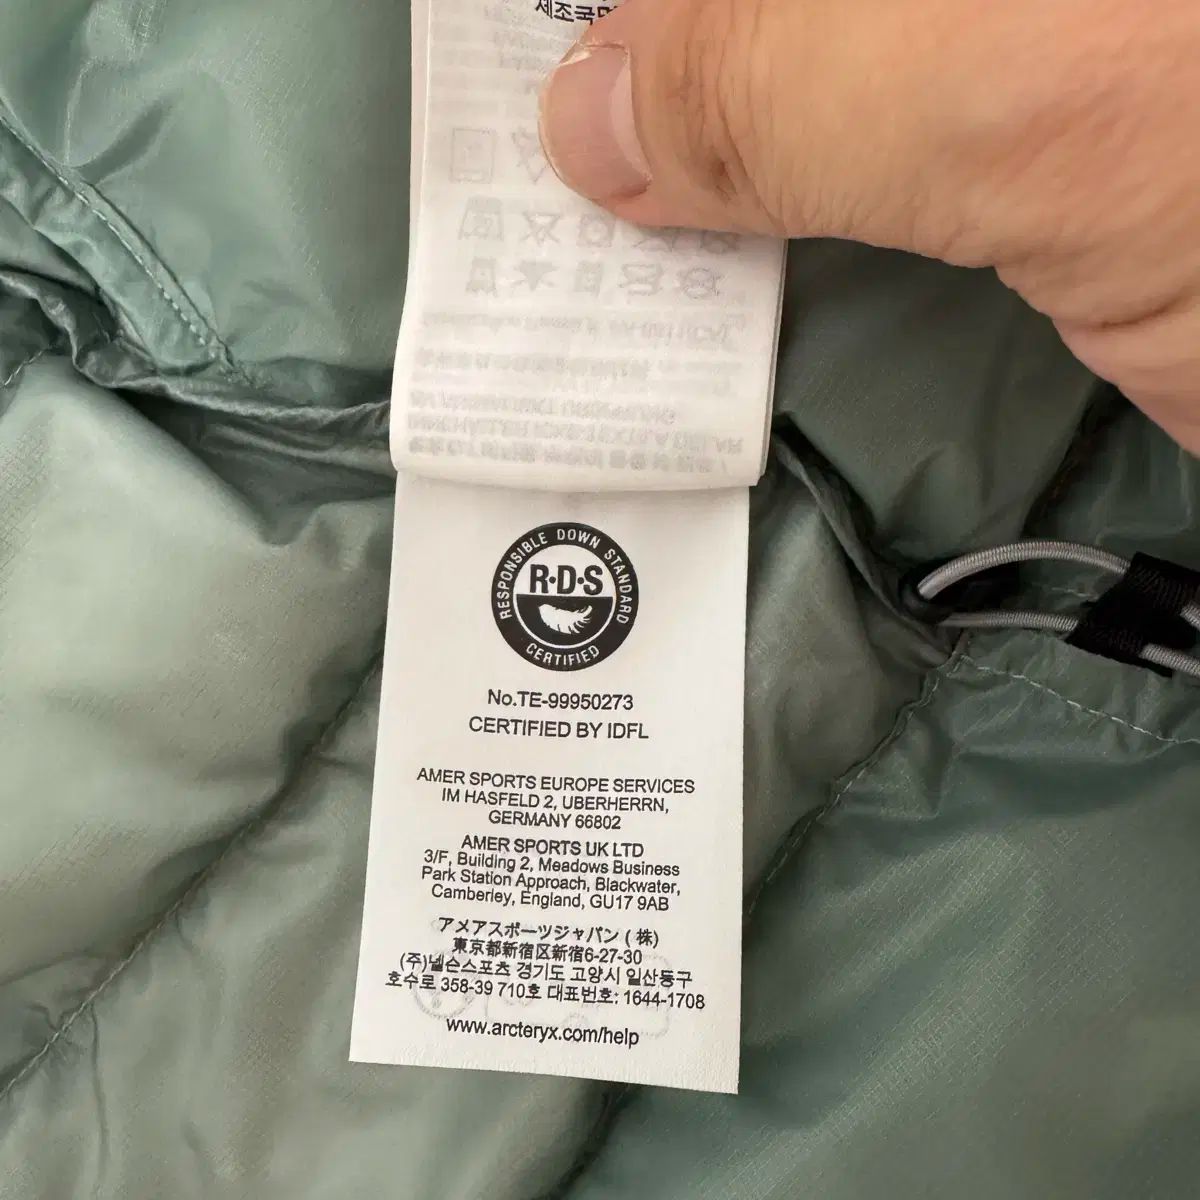 세조국
RESPONSIBLE DOWN STANDARD
R·D·S
CERTIFIED
No.TE-99950273
CERTIFIED BY IDFL
AMER SPORTS EUROPE SERVICES
IM HASFELD 2, UBERHERRN,
GERMANY 66802
AMER SPORTS UK LTD
3/F, Building 2, Meadows Business
Park Station Approach, Blackwater,
Camberley, England, GU17 9AB
アメアスポーツジャパン (株)
東京都新宿区新宿6-27-30
(주)넬슨스포츠 경기도 고양시 일산동구
호수로 358-39 710호 대표번호: 1644-1708
www.arcteryx.com/help